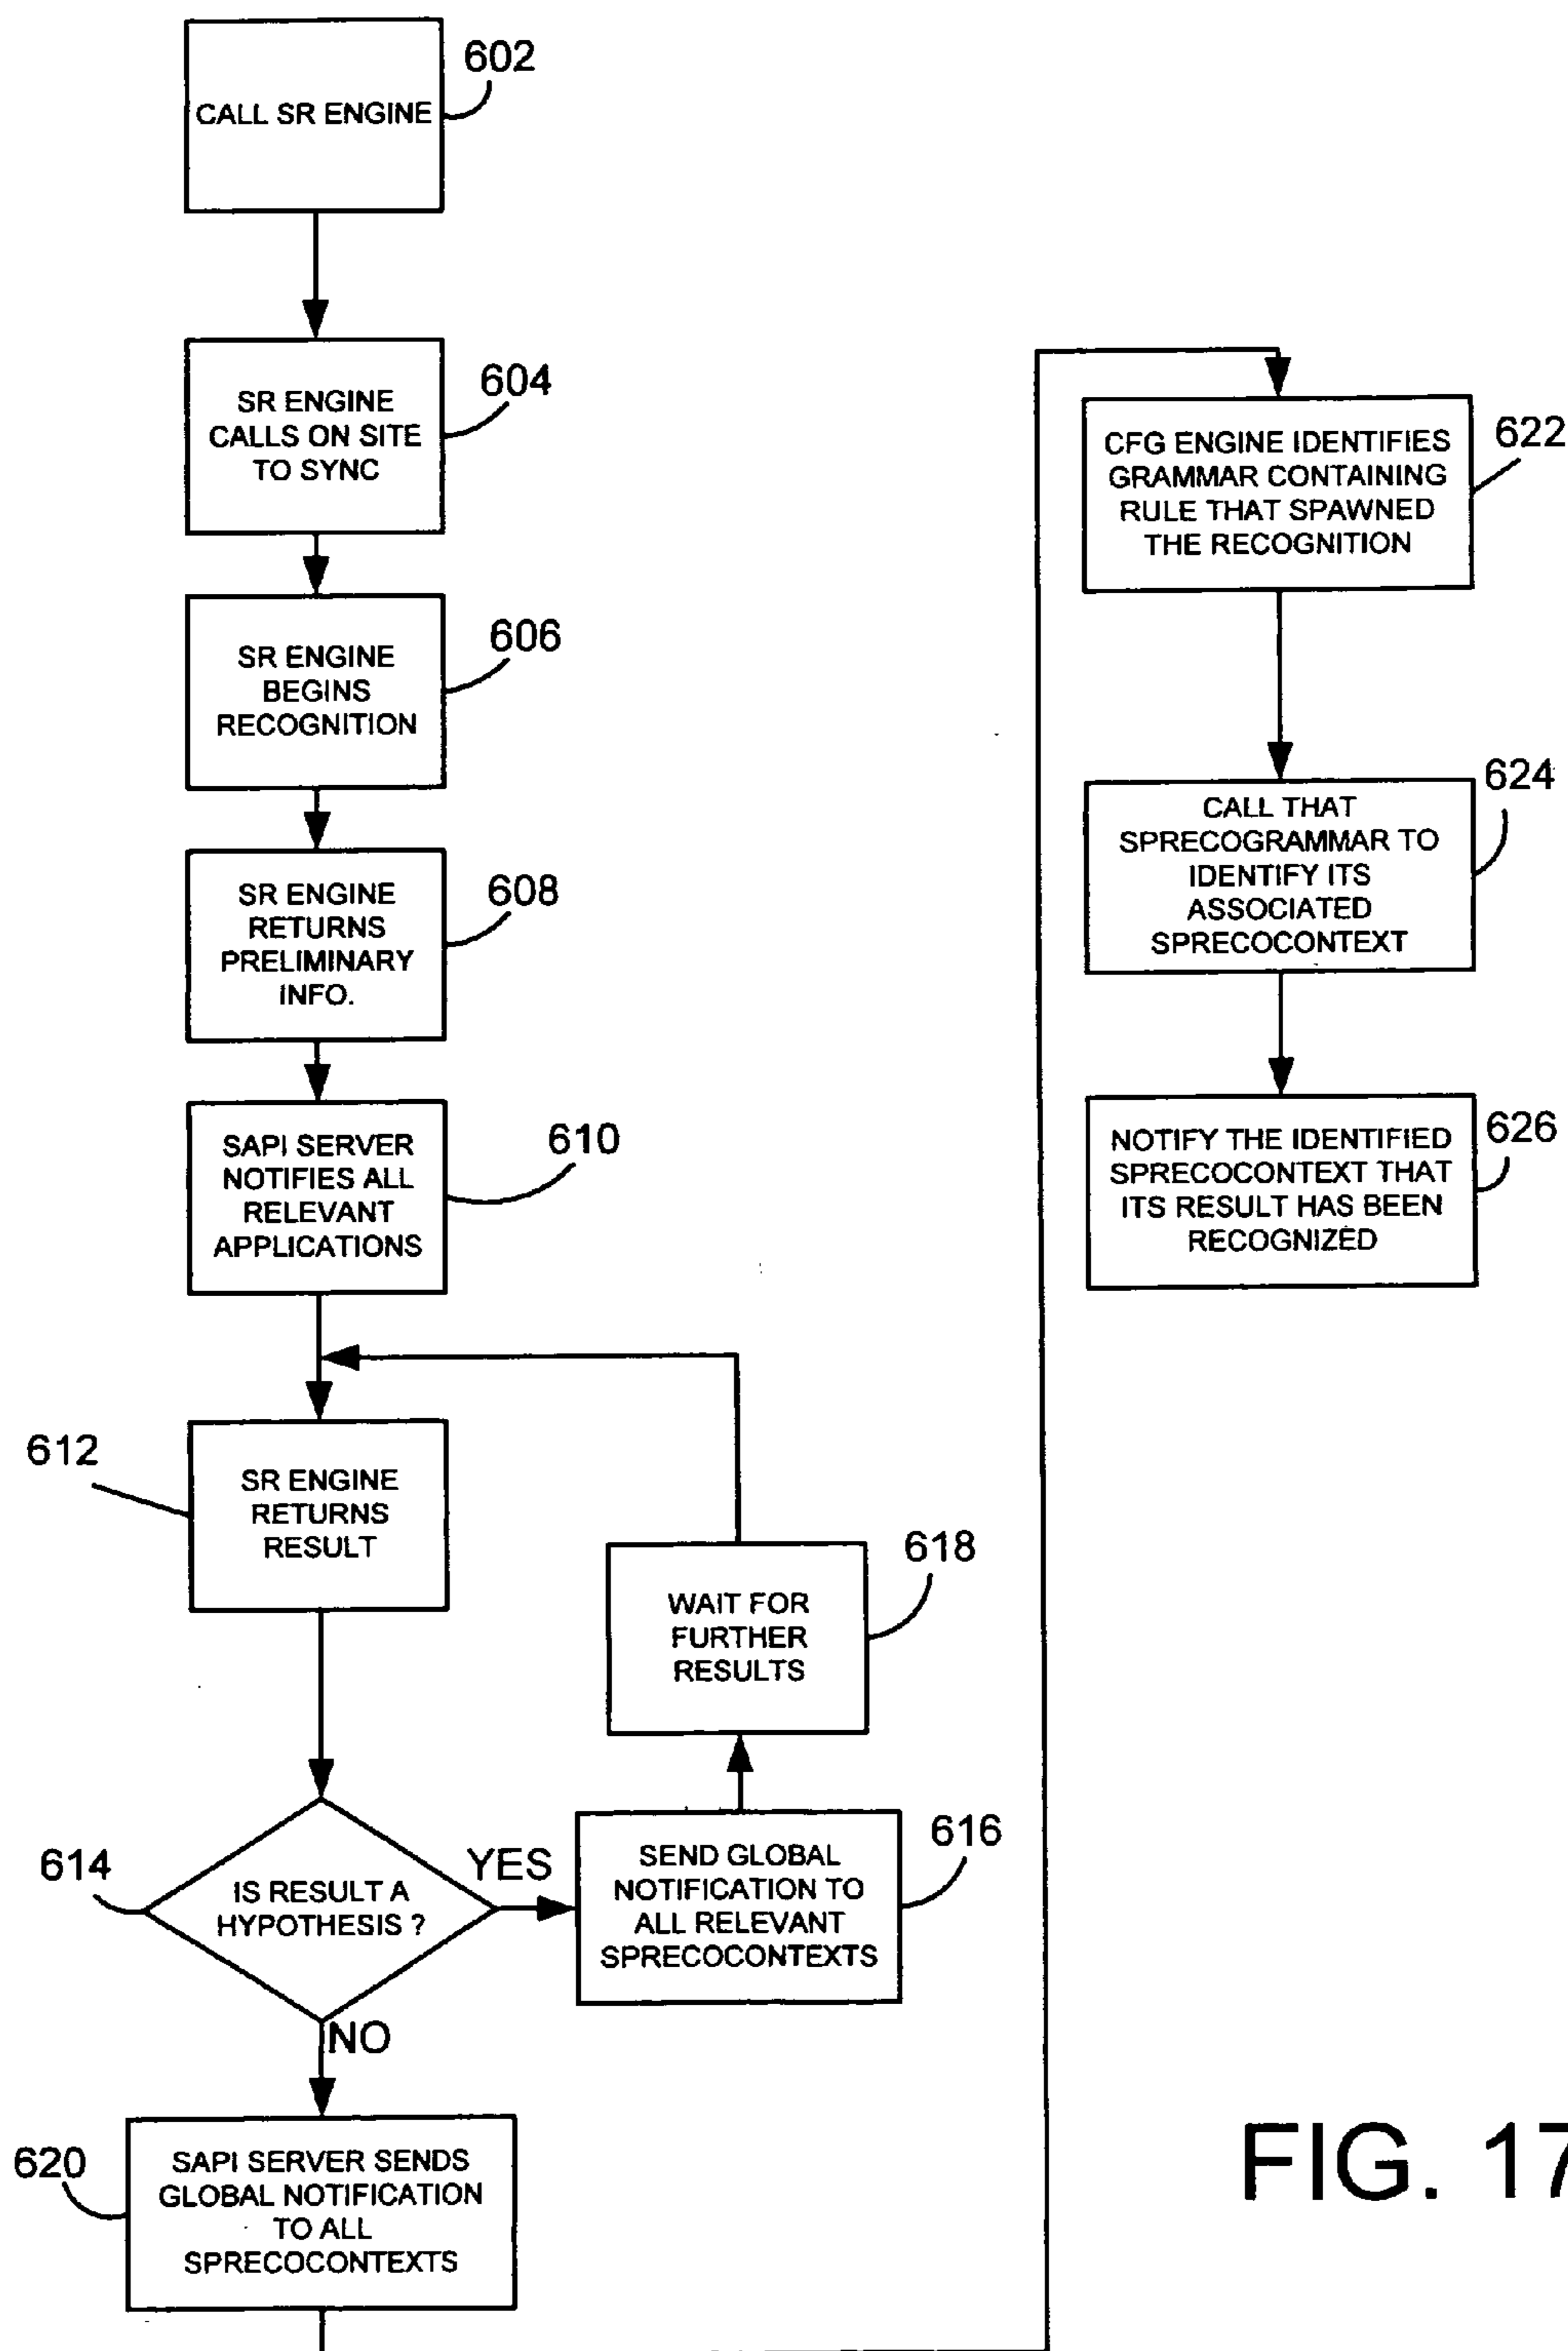 602
CALL SR ENGINE
604
SR ENGINE
CALLS ON SITE
TO SYNC
606
SR ENGINE
BEGINS
RECOGNITION
608
SR ENGINE
RETURNS
PRELIMINARY
INFO.
610
SAPI SERVER
NOTIFIES ALL
RELEVANT
APPLICATIONS
612
SR ENGINE
RETURNS
RESULT
614
IS RESULT A
HYPOTHESIS ?
YES
NO
616
SEND GLOBAL
NOTIFICATION TO
ALL RELEVANT
SPRECOCONTEXTS
618
WAIT FOR
FURTHER
RESULTS
620
SAPI SERVER SENDS
GLOBAL NOTIFICATION
TO ALL
SPRECOCONTEXTS
622
CFG ENGINE IDENTIFIES
GRAMMAR CONTAINING
RULE THAT SPAWNED
THE RECOGNITION
624
CALL THAT
SPRECOGRAMMAR TO
IDENTIFY ITS
ASSOCIATED
SPRECOCONTEXT
626
NOTIFY THE IDENTIFIED
SPRECOCONTEXT THAT
ITS RESULT HAS BEEN
RECOGNIZED
FIG. 17